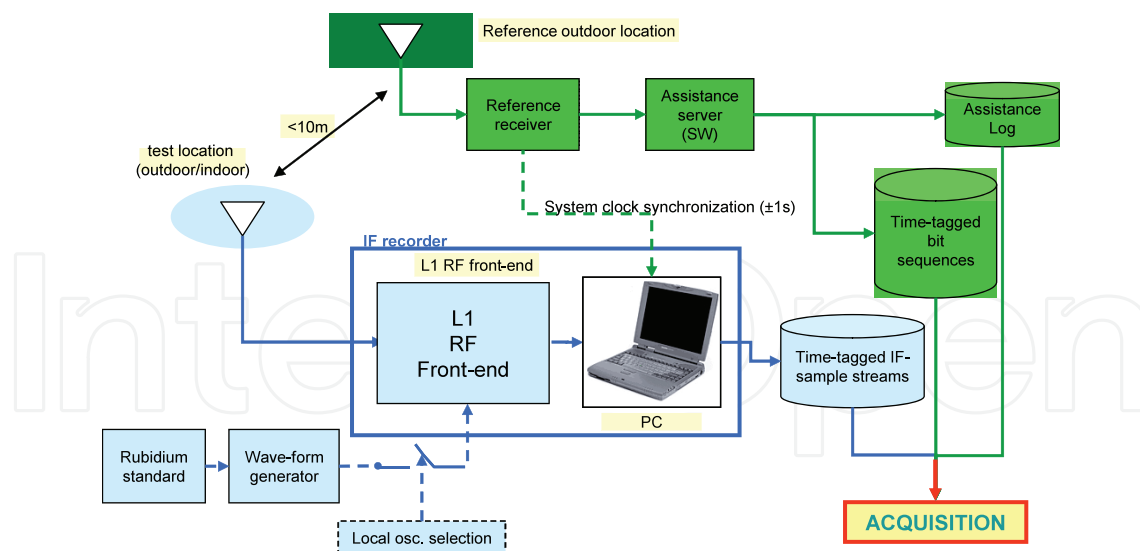 Reference outdoor location
<10m
test location
(outdoor/indoor)
Reference
receiver
Assistance
server
(SW)
Assistance
Log
System clock synchronization (±1s)
Time-tagged
bit
sequences
IF recorder
L1 RF front-end
L1
RF
Front-end
PC
Time-tagged IF-
sample streams
Rubidium
standard
Wave-form
generator
Local osc. selection
ACQUISITION